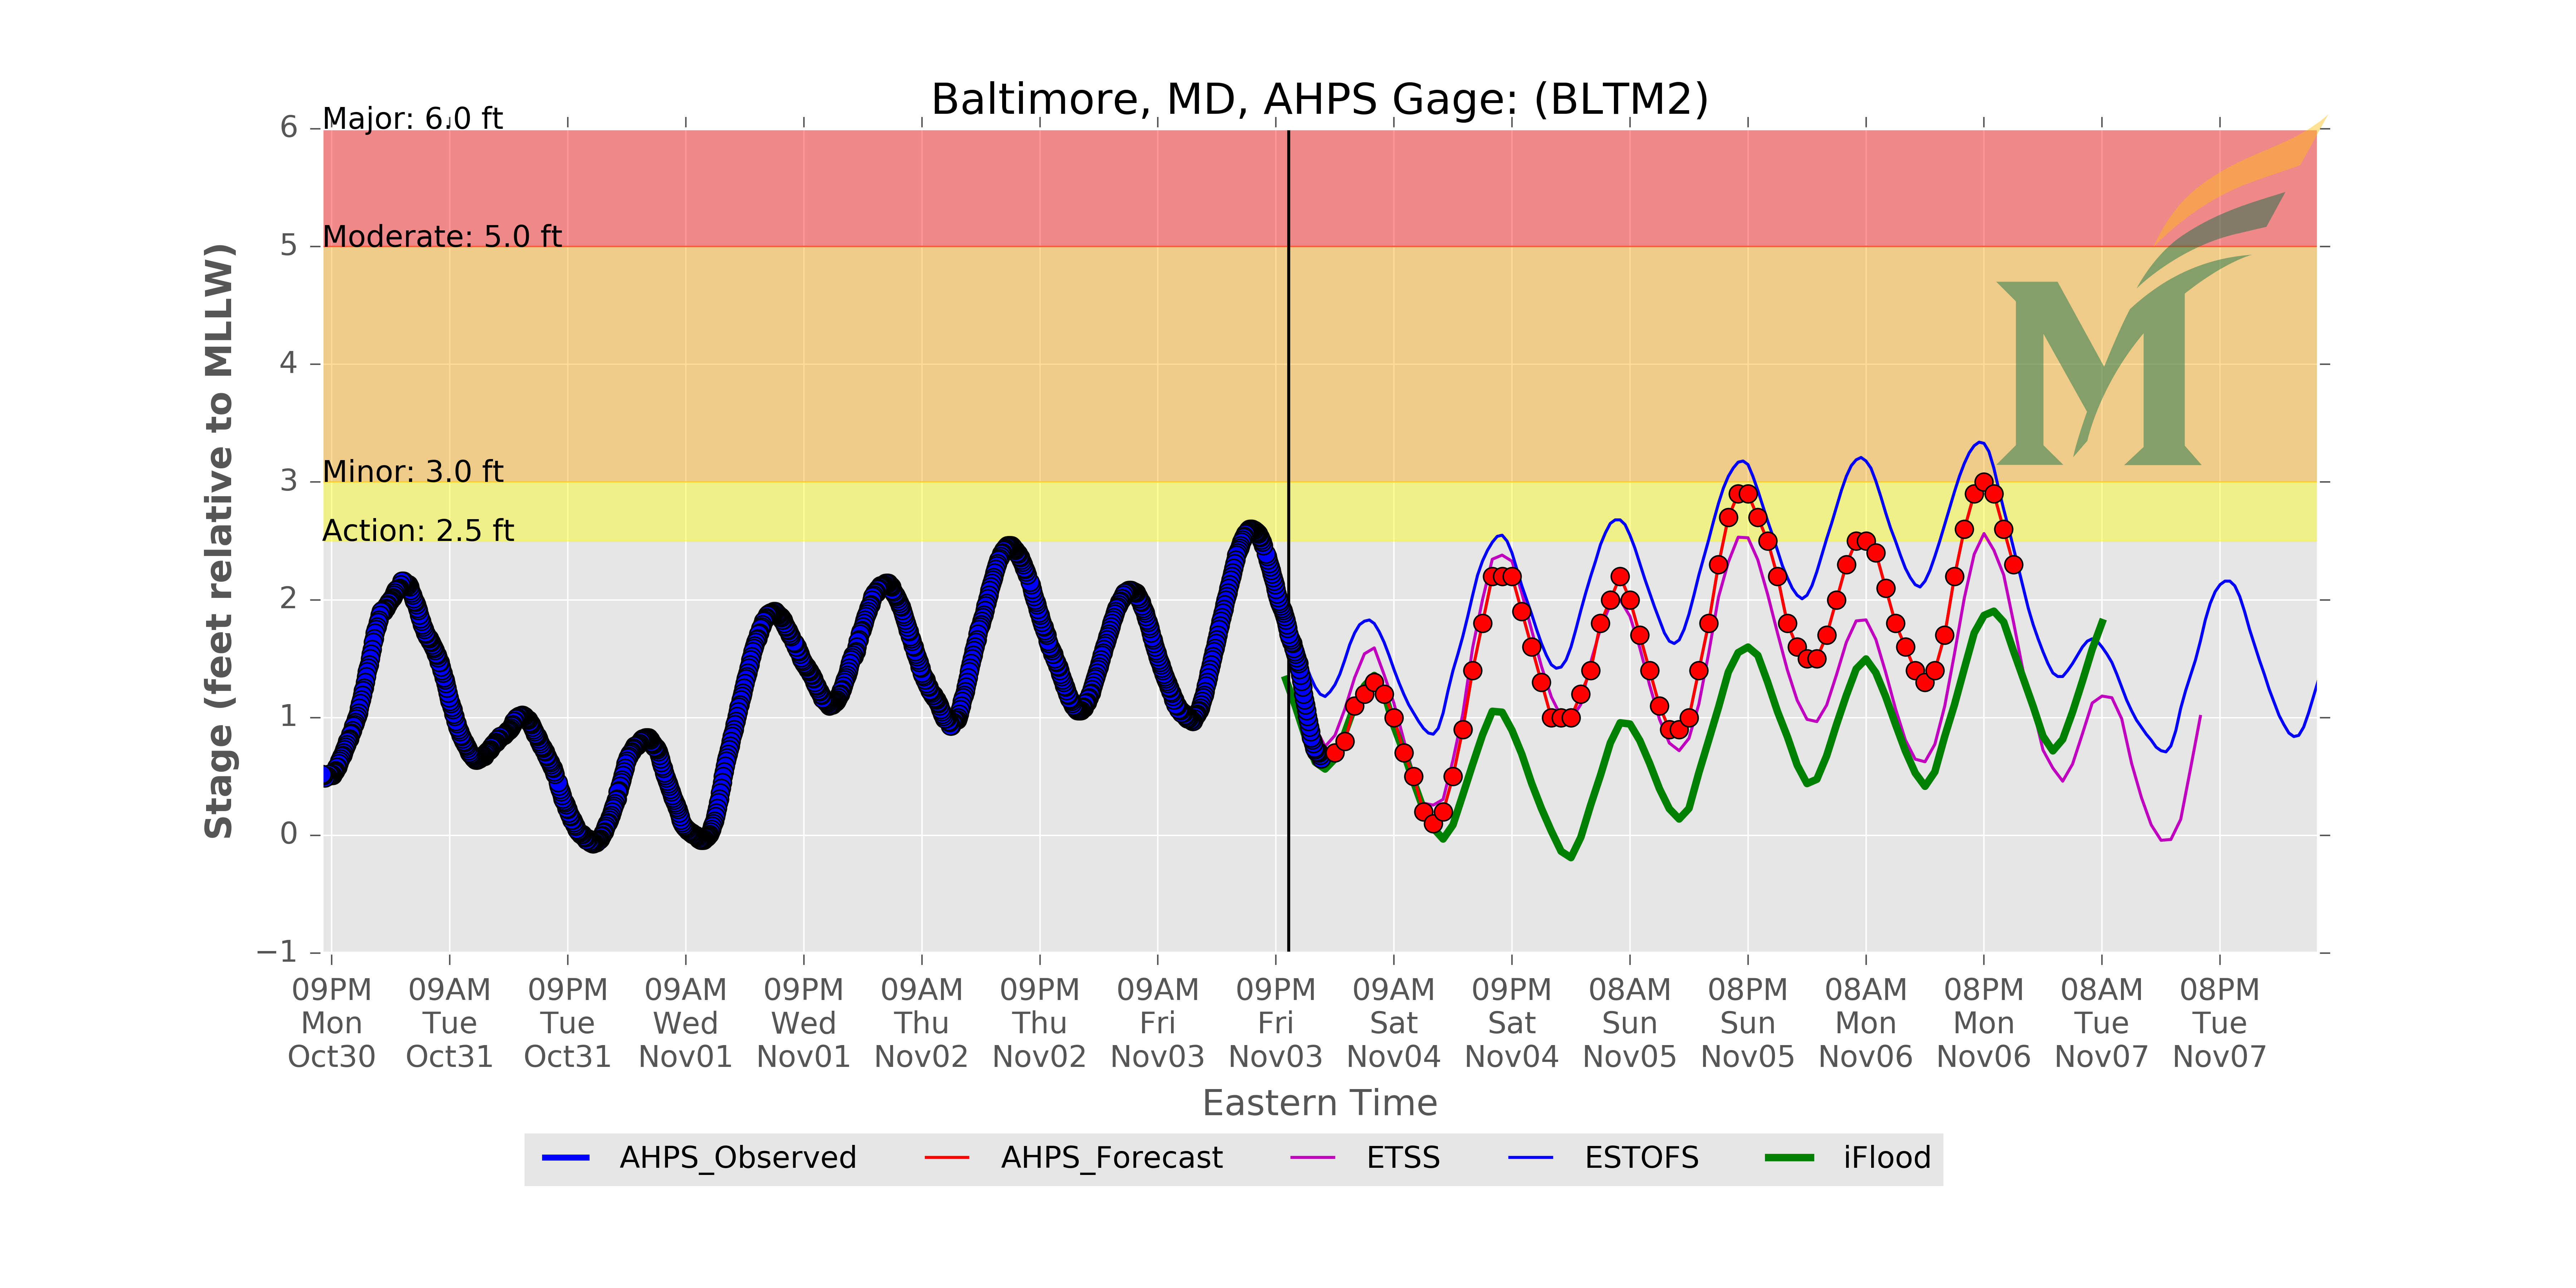 Baltimore, MD, AHPS Gage: (BLTM2)
Major: 6.0 ft
Moderate: 5.0 ft
Minor: 3.0 ft
Action: 2.5 ft
Stage (feet relative to MLLW)
6
5
4
3
2
1
0
−1
09PM 09AM 09PM 09AM 09PM 09AM 09PM 09AM 09PM 09AM 09PM 08AM 08PM 08AM 08PM 08AM 08PM
Mon Tue Tue Wed Wed Thu Thu Fri Fri Sat Sat Sun Sun Mon Mon Tue Tue
Oct30 Oct31 Oct31 Nov01 Nov01 Nov02 Nov02 Nov03 Nov03 Nov04 Nov04 Nov05 Nov05 Nov06 Nov06 Nov07 Nov07
Eastern Time
AHPS_Observed AHPS_Forecast ETSS ESTOFS iFlood
M